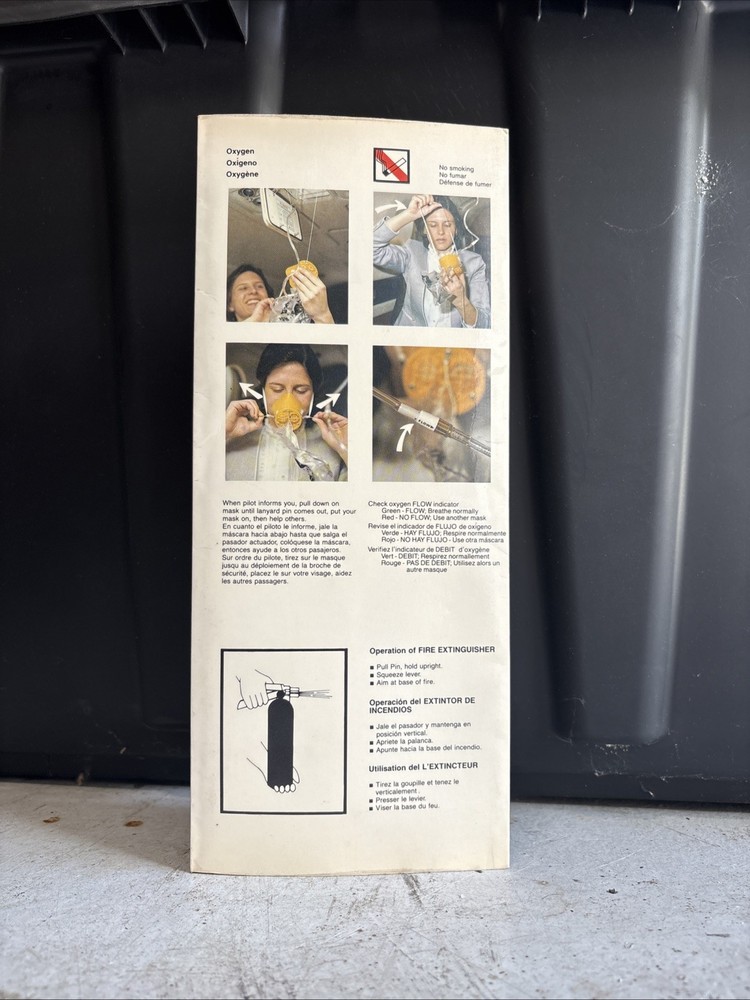 Oxygen
Oxígeno
Oxygène
No smoking
No fumar
Défense de fumer
FLOW
When pilot informs you, pull down on
mask until lanyard pin comes out, put your
mask on, then help others.
En cuanto el piloto le informe, jale la
máscara hacia abajo hasta que salga el
pasador actuador, colóquese la máscara,
entonces ayude a los otros pasajeros.
Sur ordre du pilote, tirez sur le masque
jusqu au déploiement de la broche de
sécurité, placez le sur votre visage, aidez
les autres passagers.
Check oxygen FLOW indicator
Green - FLOW; Breathe normally
Red - NO FLOW; Use another mask
Revise el indicador de FLUJO de oxígeno
Verde - HAY FLUJO; Respire normalmente
Rojo - NO HAY FLUJO - Use otra máscara
Verifiez l'indicateur de DEBIT d'oxygène
Vert - DEBIT; Respirez normallement
Rouge - PAS DE DEBIT; Utilisez alors un
autre masque
Operation of FIRE EXTINGUISHER
■ Pull Pin, hold upright.
■ Squeeze lever.
■ Aim at base of fire.
Operación del EXTINTOR DE
INCENDIOS
■ Jale el pasador y mantenga en
posición vertical.
■ Apriete la palanca.
■ Apunte hacia la base del incendio.
Utilisation del L'EXTINCTEUR
■ Tirez la goupille et tenez le
verticalement.
■ Presser le levier.
■ Viser la base du feu.